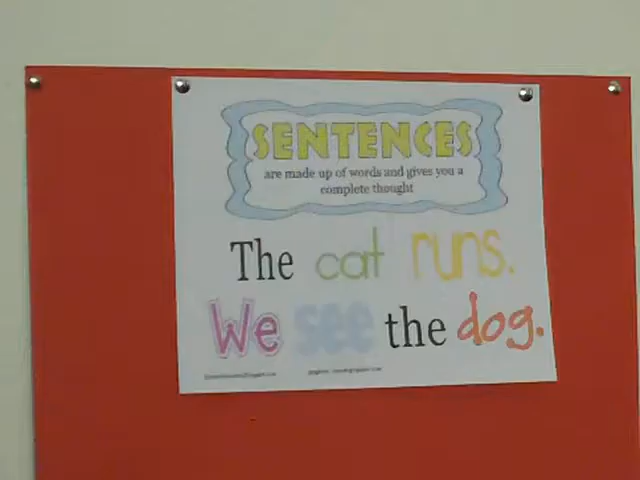 SENTENCES
are made up of words and gives you a
complete thought
The cat runs.
We see the dog.